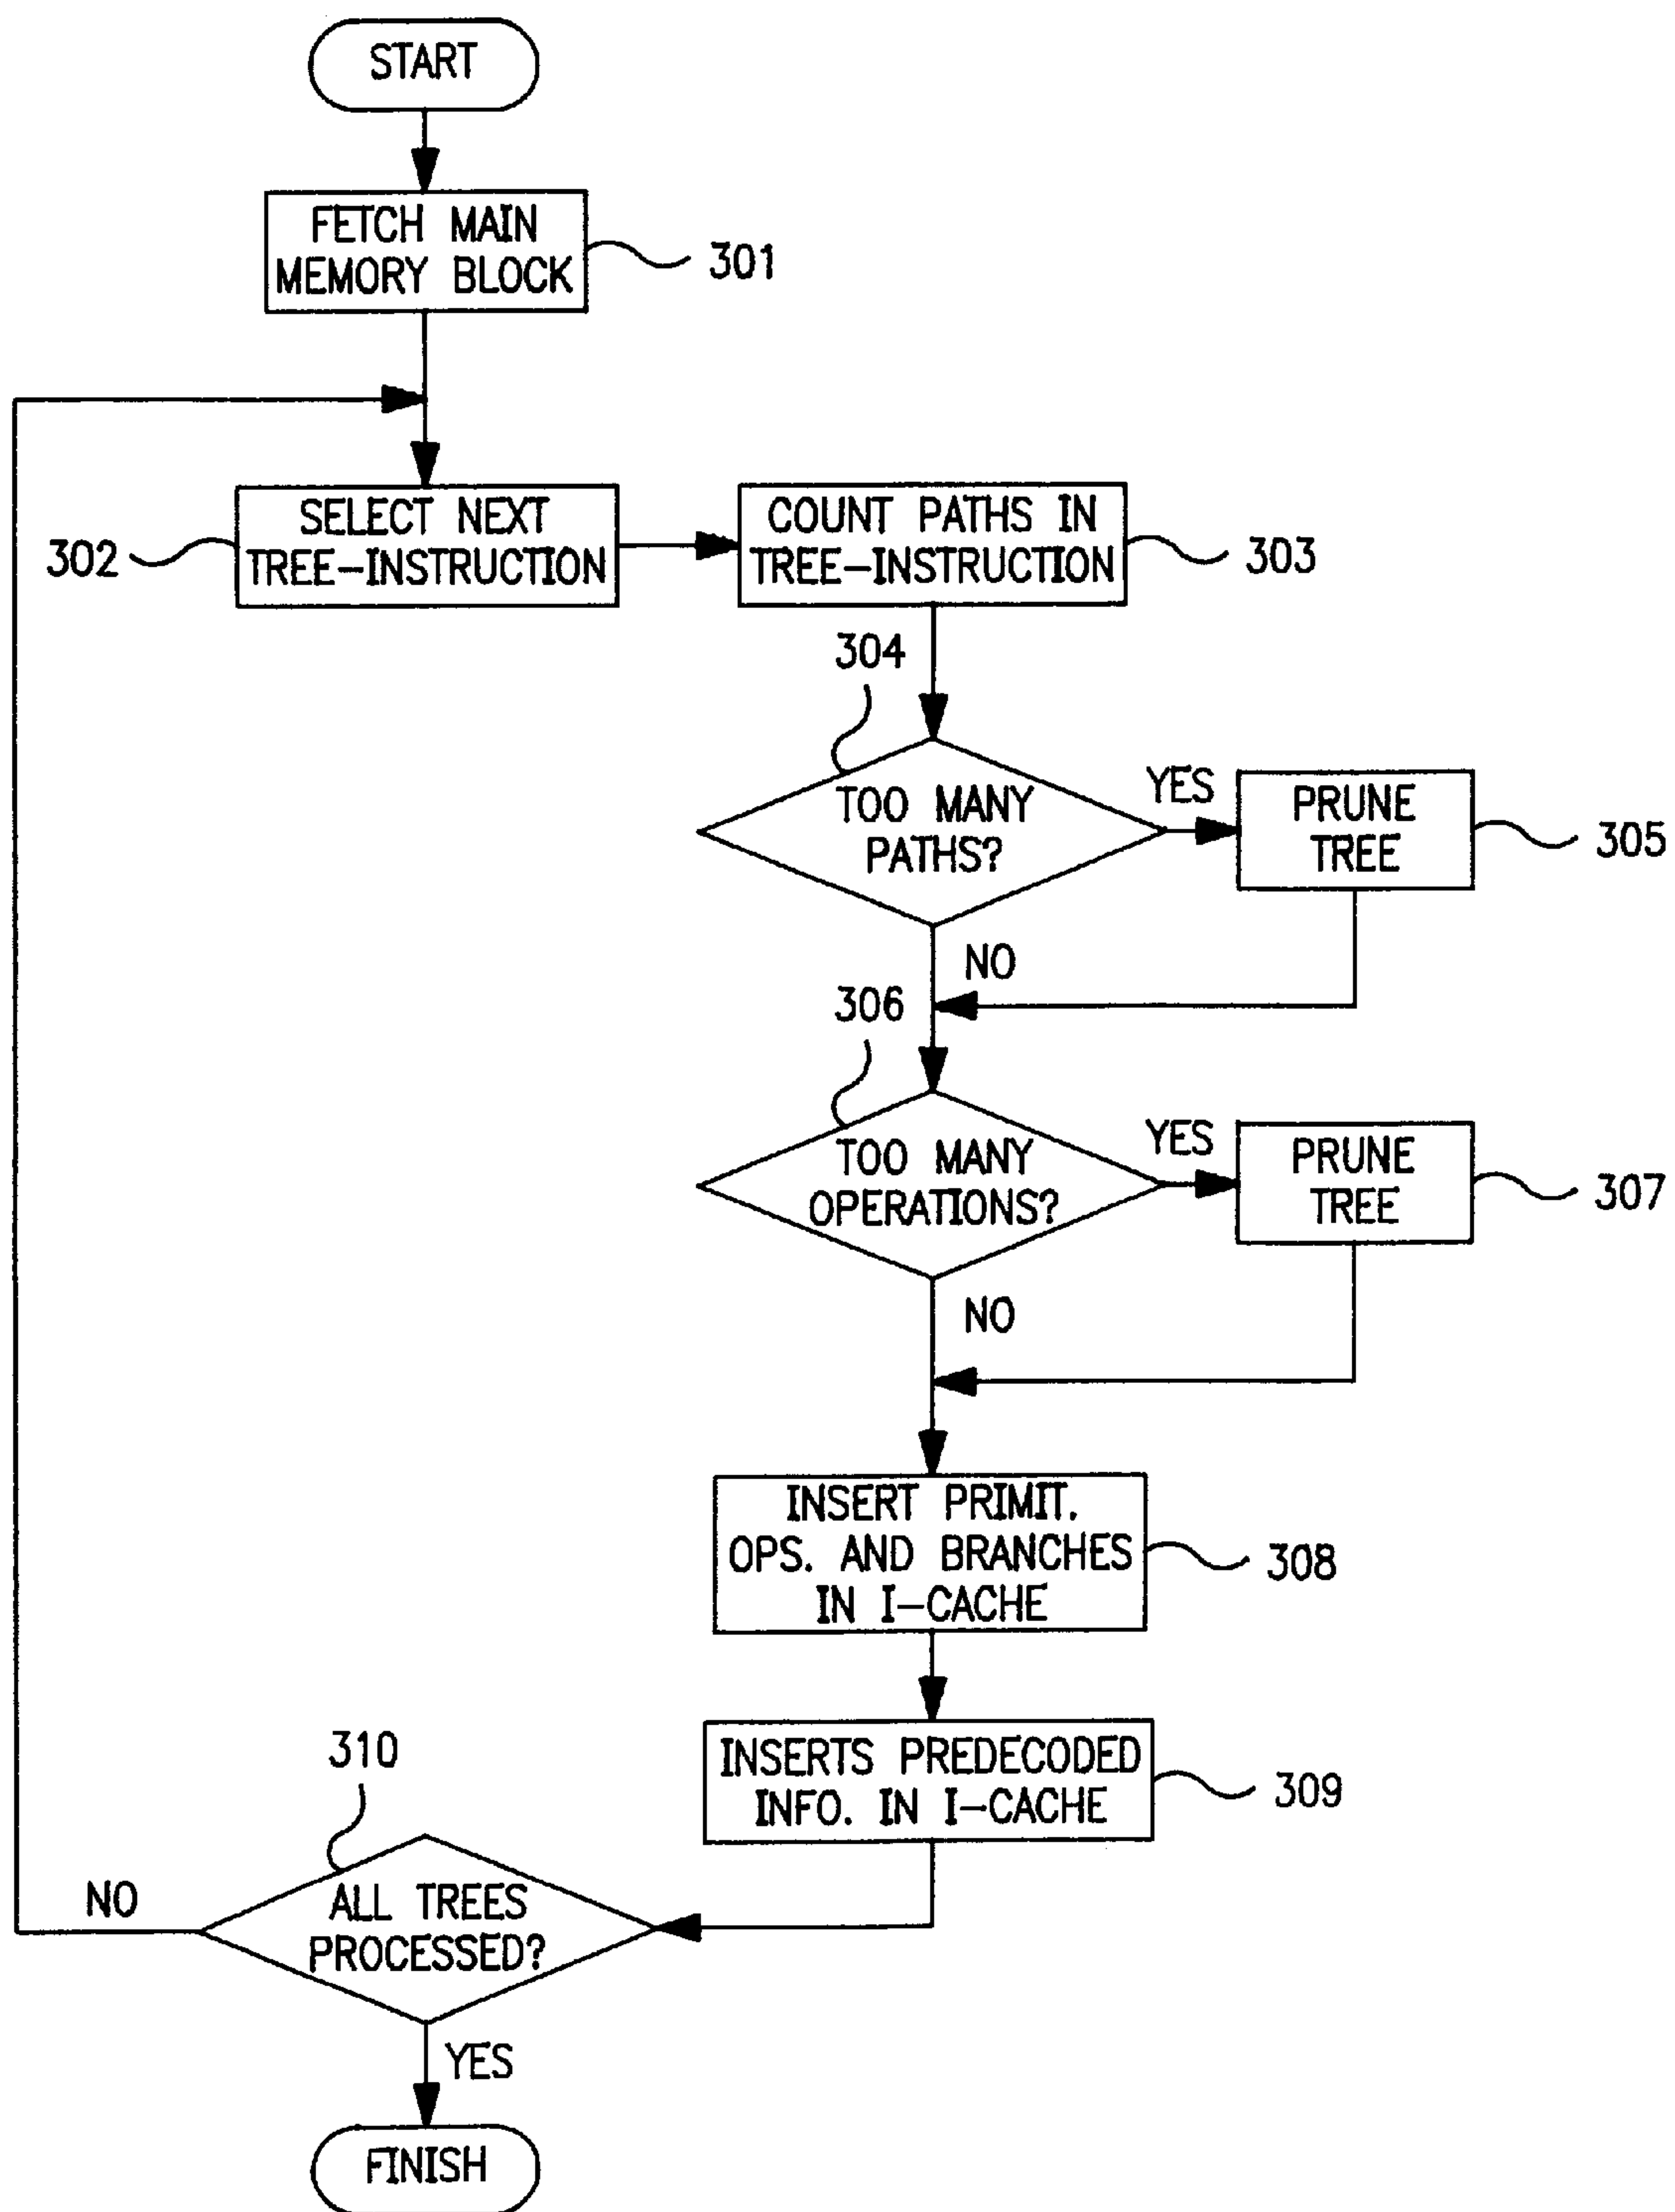 START
FETCH MAIN
MEMORY BLOCK
301
SELECT NEXT
TREE-INSTRUCTION
302
COUNT PATHS IN
TREE-INSTRUCTION
303
304
TOO MANY
PATHS?
YES
PRUNE
TREE
305
NO
306
TOO MANY
OPERATIONS?
YES
PRUNE
TREE
307
NO
INSERT PRIMIT.
OPS. AND BRANCHES
IN I-CACHE
308
INSERTS PREDECODED
INFO. IN I-CACHE
309
310
ALL TREES
PROCESSED?
NO
YES
FINISH